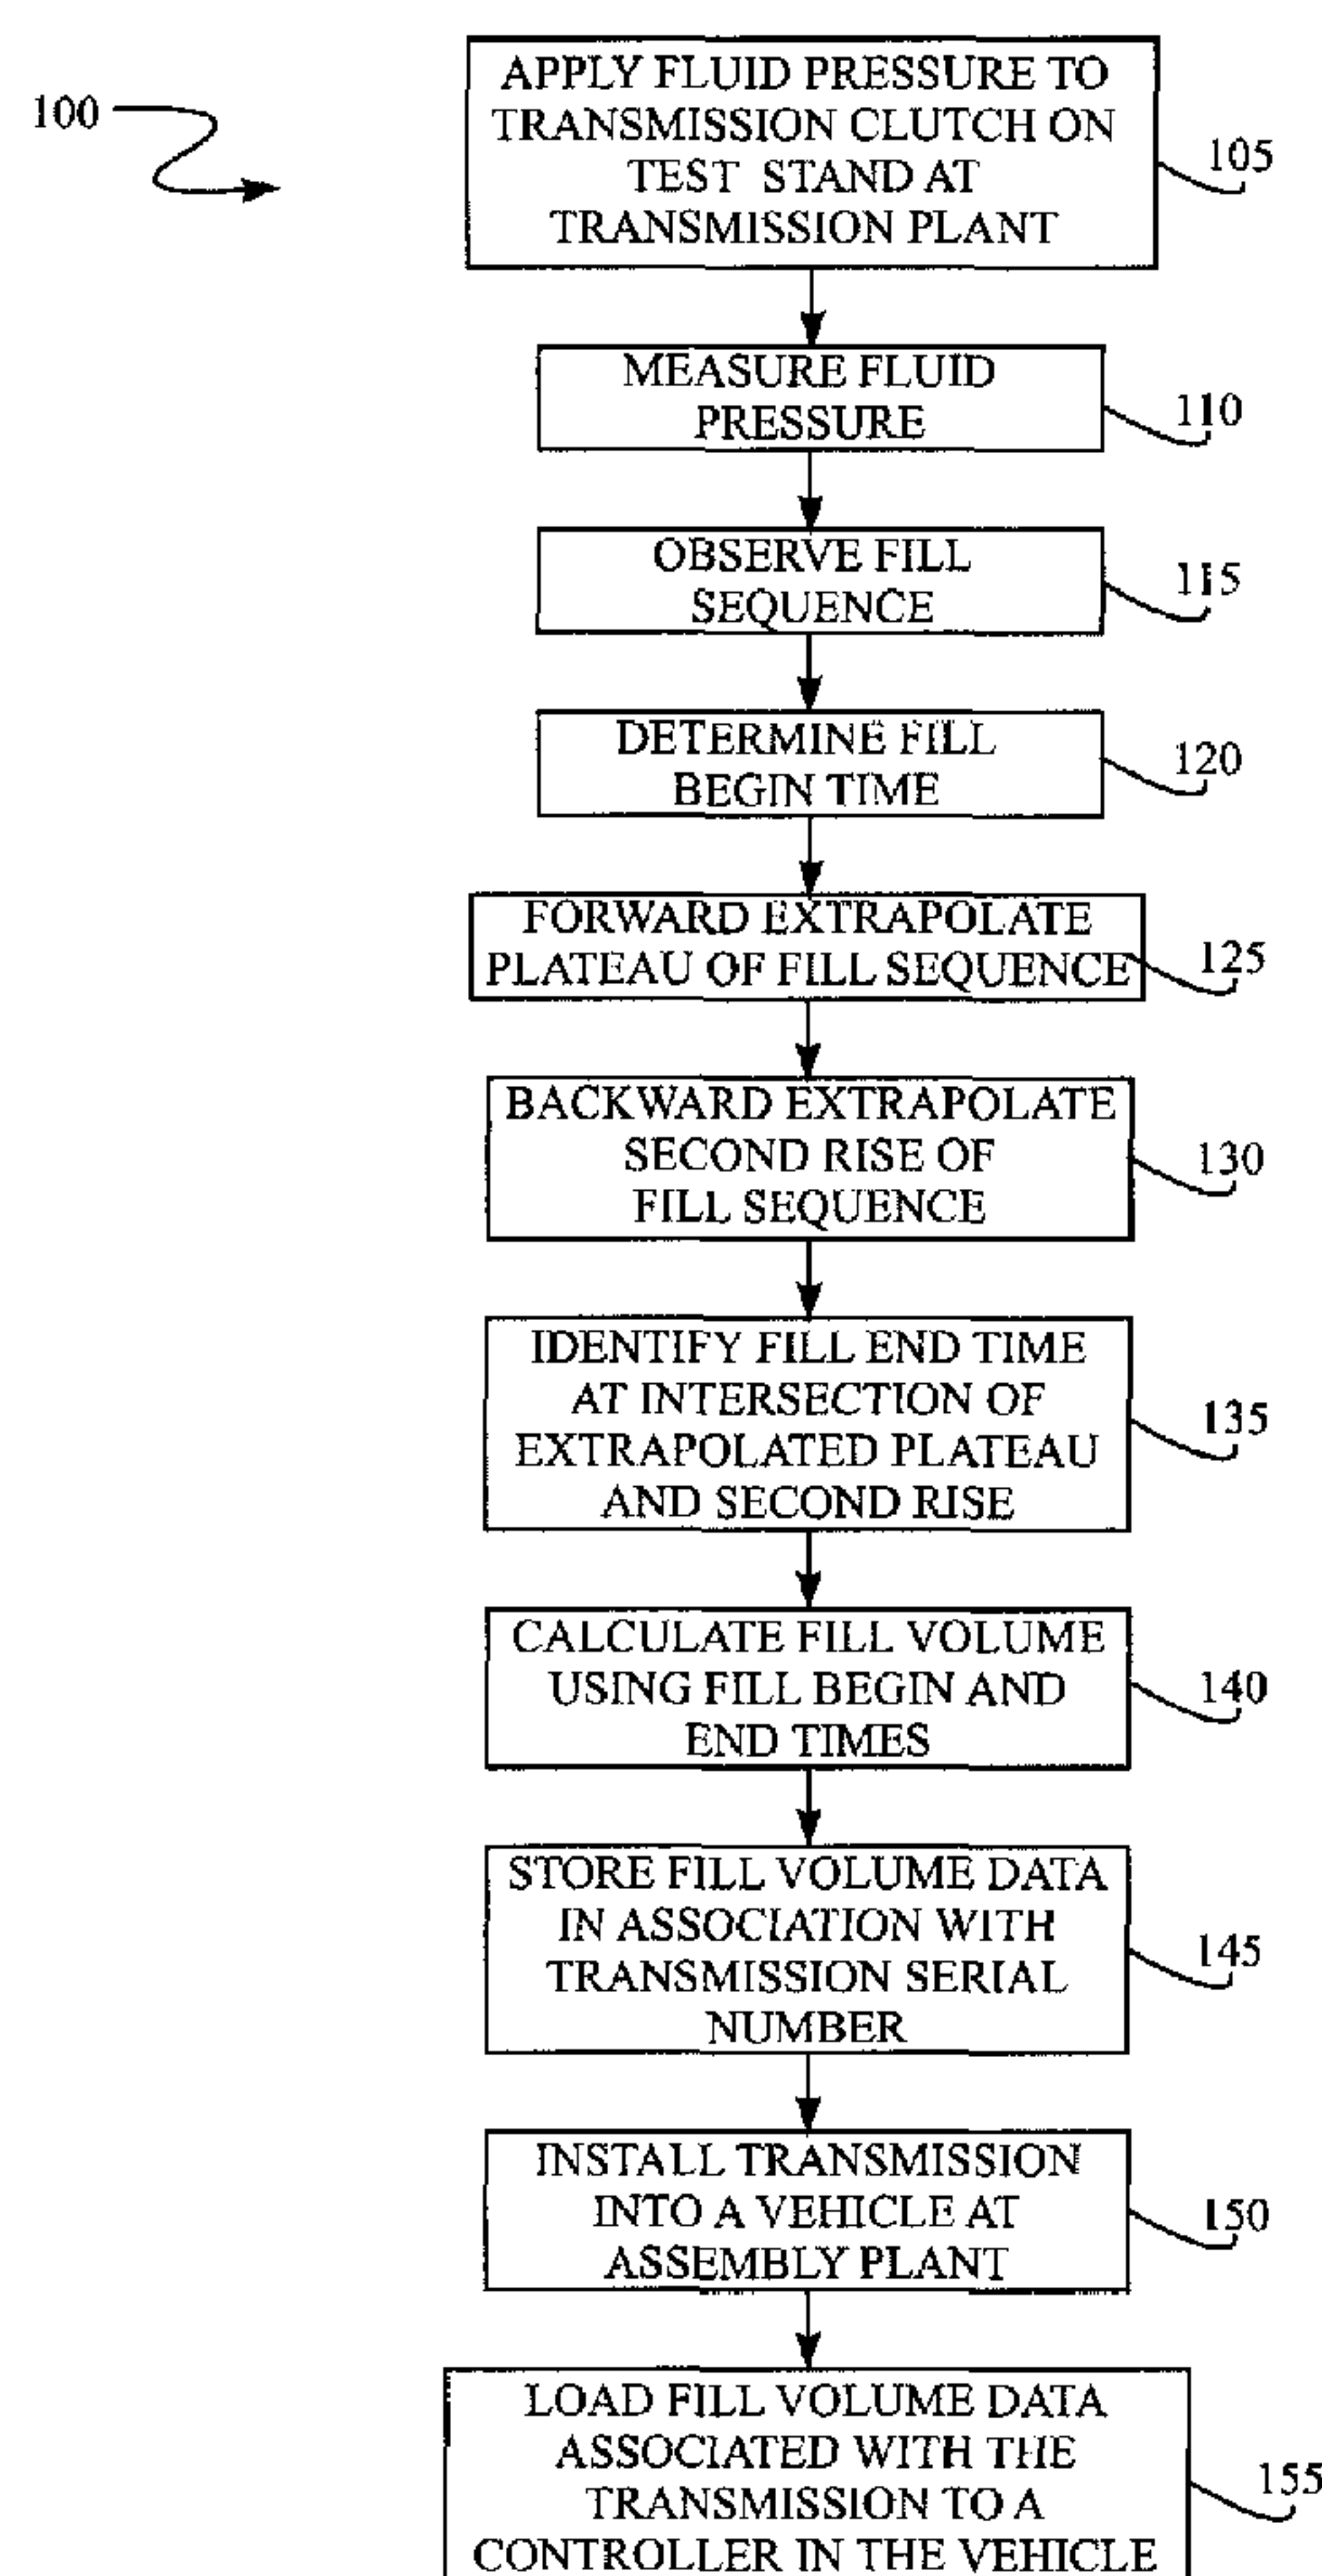 100
APPLY FLUID PRESSURE TO
TRANSMISSION CLUTCH ON
TEST STAND AT
TRANSMISSION PLANT
105
MEASURE FLUID
PRESSURE
110
OBSERVE FILL
SEQUENCE
115
DETERMINE FILL
BEGIN TIME
120
FORWARD EXTRAPOLATE
PLATEAU OF FILL SEQUENCE
125
BACKWARD EXTRAPOLATE
SECOND RISE OF
FILL SEQUENCE
130
IDENTIFY FILL END TIME
AT INTERSECTION OF
EXTRAPOLATED PLATEAU
AND SECOND RISE
135
CALCULATE FILL VOLUME
USING FILL BEGIN AND
END TIMES
140
STORE FILL VOLUME DATA
IN ASSOCIATION WITH
TRANSMISSION SERIAL
NUMBER
145
INSTALL TRANSMISSION
INTO A VEHICLE AT
ASSEMBLY PLANT
150
LOAD FILL VOLUME DATA
ASSOCIATED WITH THE
TRANSMISSION TO A
CONTROLLER IN THE VEHICLE
155